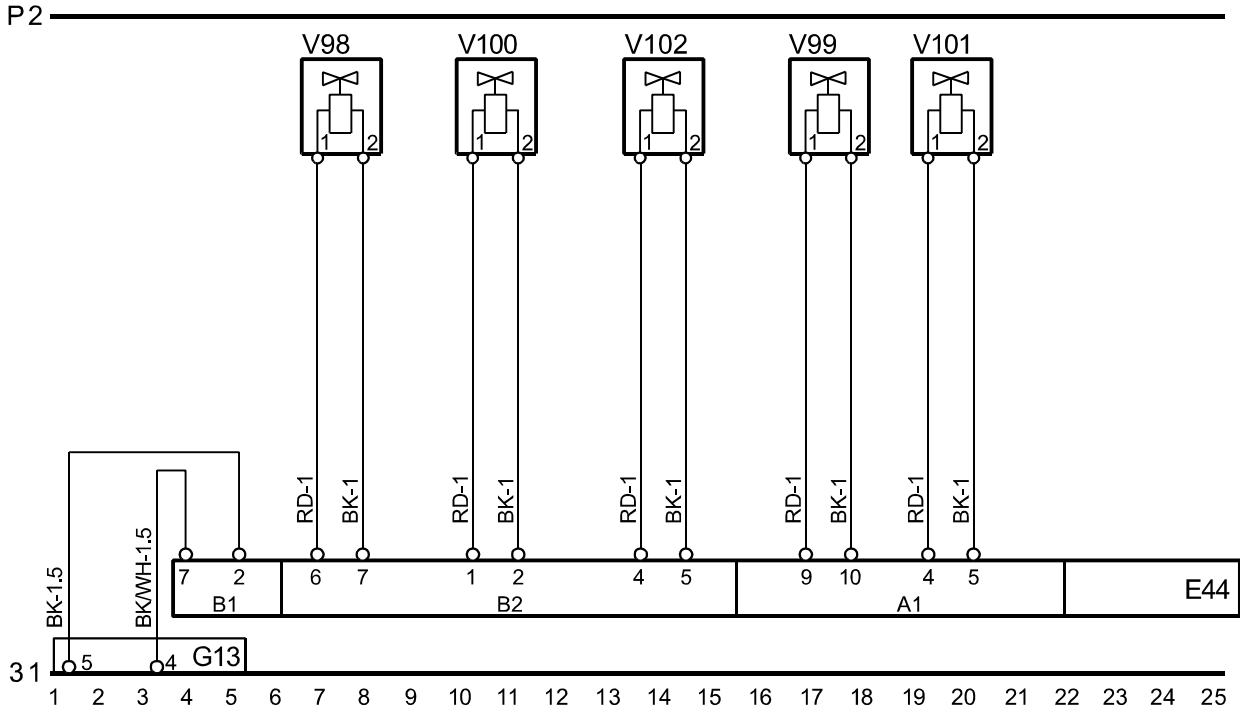 P2
V98 V100 V102 V99 V101
1 2 1 2 1 2 1 2 1 2
BK-1.5 BK/WH-1.5 RD-1 BK-1 RD-1 BK-1 RD-1 BK-1 RD-1 BK-1 RD-1 BK-1
7 2 6 7 1 2 4 5 9 10 4 5
B1 B2 A1 E44
5 4 G13
31
1 2 3 4 5 6 7 8 9 10 11 12 13 14 15 16 17 18 19 20 21 22 23 24 25